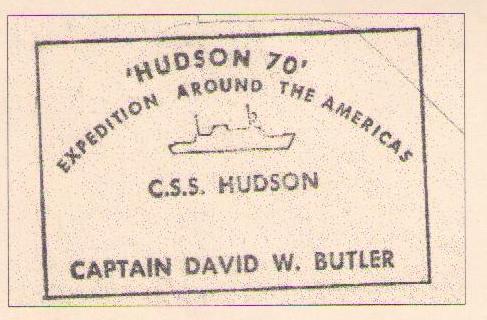 'HUDSON 70'
EXPEDITION AROUND THE AMERICAS
C.S.S. HUDSON
CAPTAIN DAVID W. BUTLER